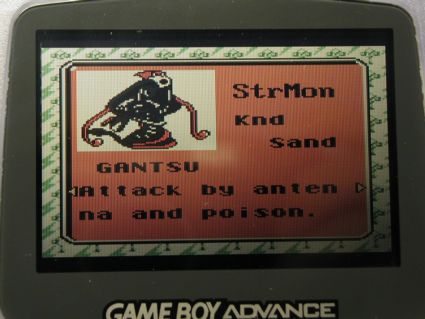 StrMon
Knd
Sand
GANTSU
Attack by anten
na and poison.
GAME BOY ADVANCE